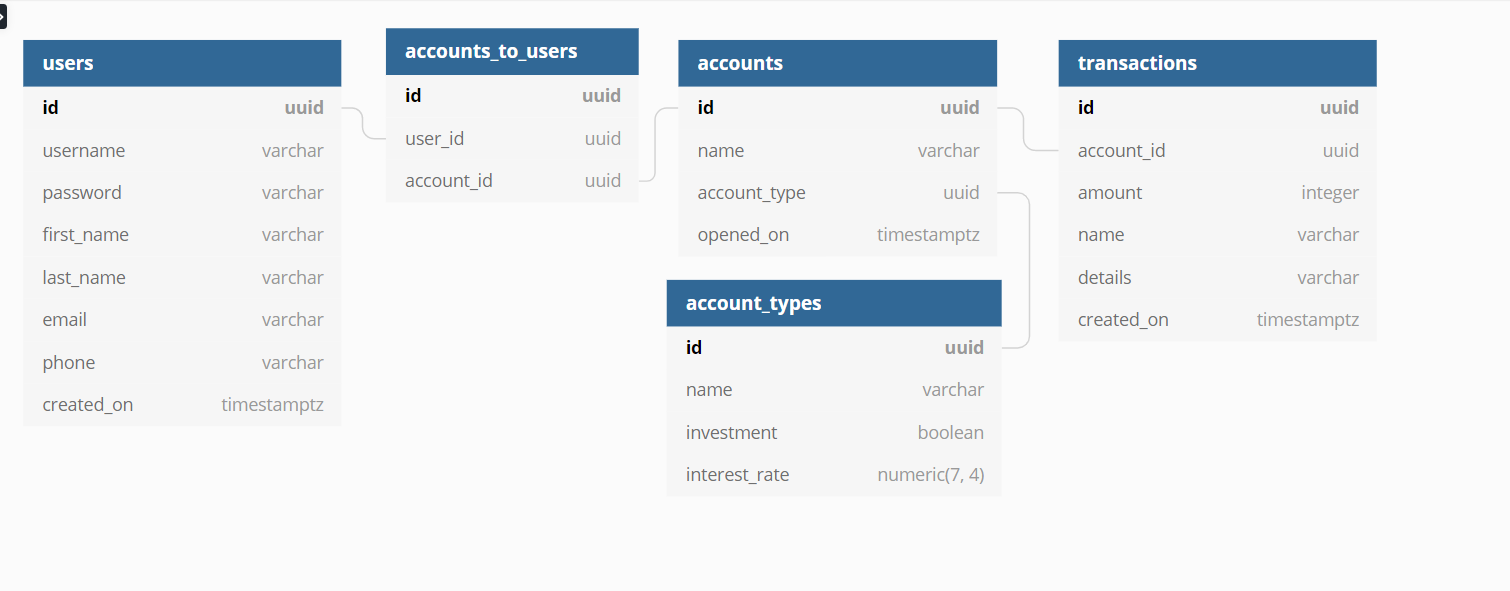 users
id uuid
username varchar
password varchar
first_name varchar
last_name varchar
email varchar
phone varchar
created_on timestamptz
accounts_to_users
id uuid
user_id uuid
account_id uuid
accounts
id uuid
name varchar
account_type uuid
opened_on timestamptz
account_types
id uuid
name varchar
investment boolean
interest_rate numeric(7, 4)
transactions
id uuid
account_id uuid
amount integer
name varchar
details varchar
created_on timestamptz